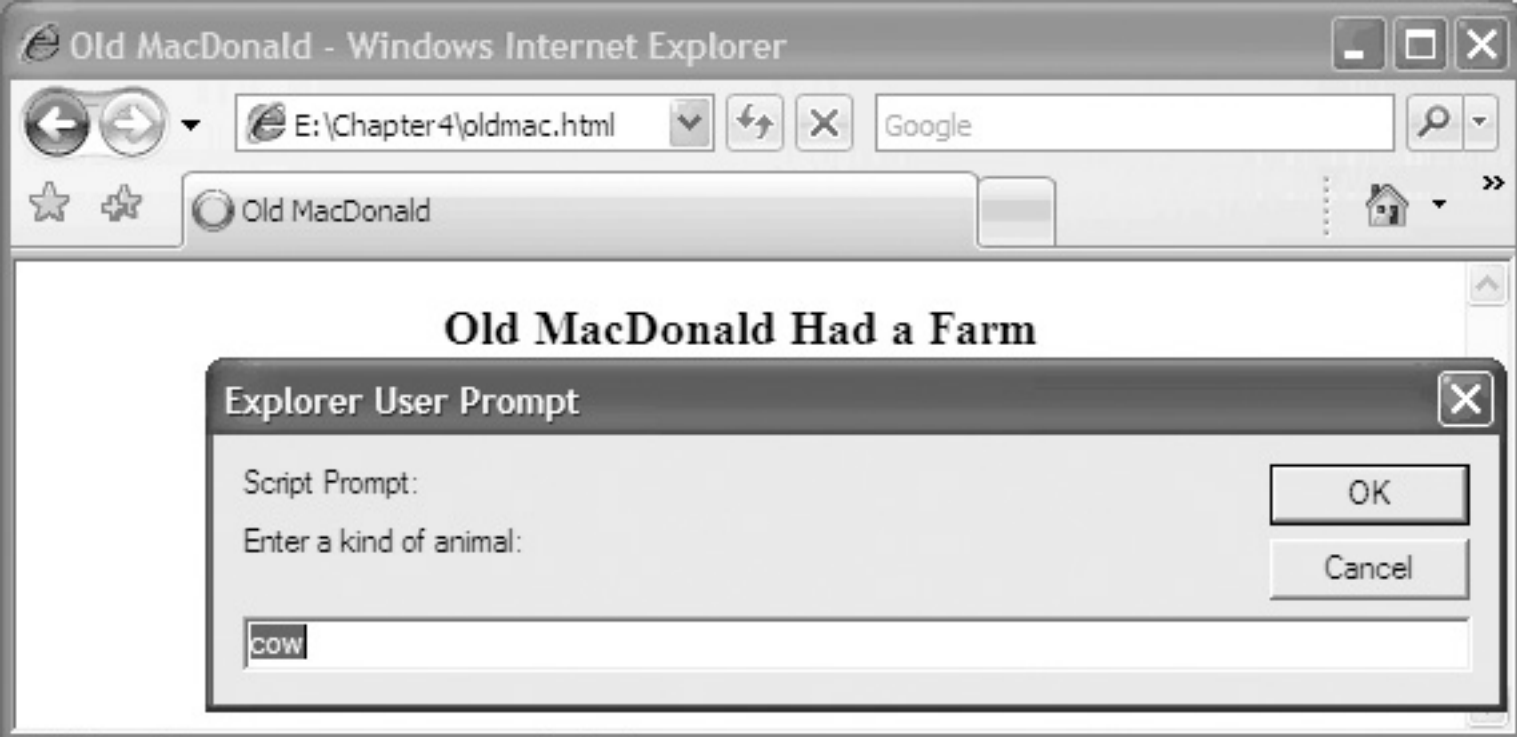 Old MacDonald - Windows Internet Explorer
E:\Chapter4\oldmac.html
Google
Old MacDonald
Old MacDonald Had a Farm
Explorer User Prompt
Script Prompt:
OK
Enter a kind of animal:
Cancel
cow